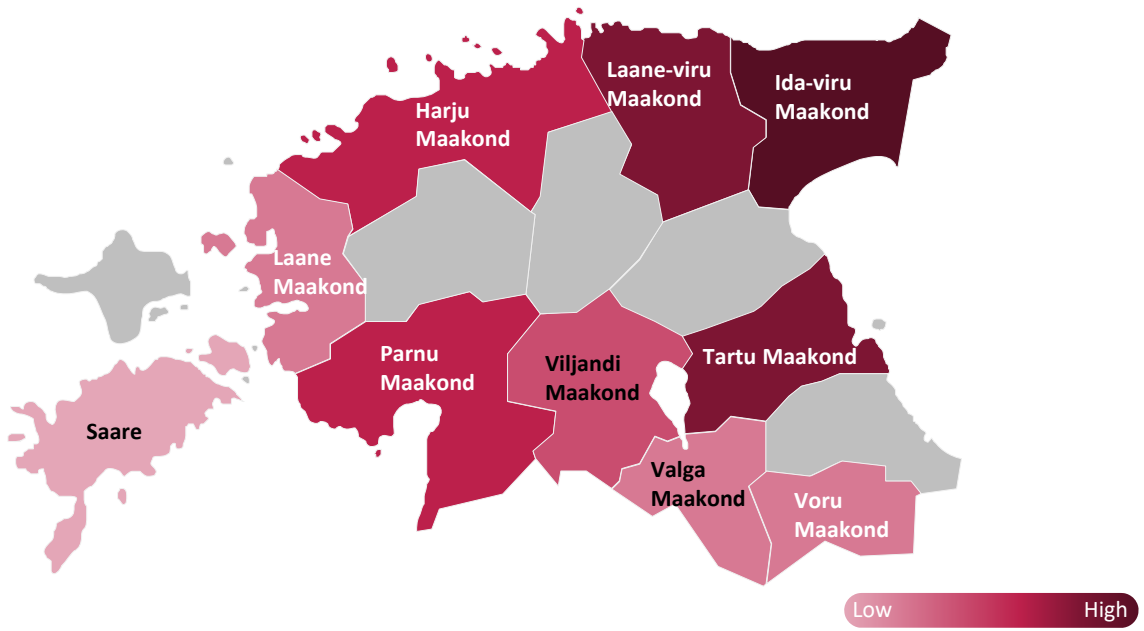 Laane-viru
Maakond
Ida-viru
Maakond
Harju
Maakond
Laane
Maakond
Parnu
Maakond
Viljandi
Maakond
Tartu Maakond
Saare
Valga
Maakond
Voru
Maakond
Low
High